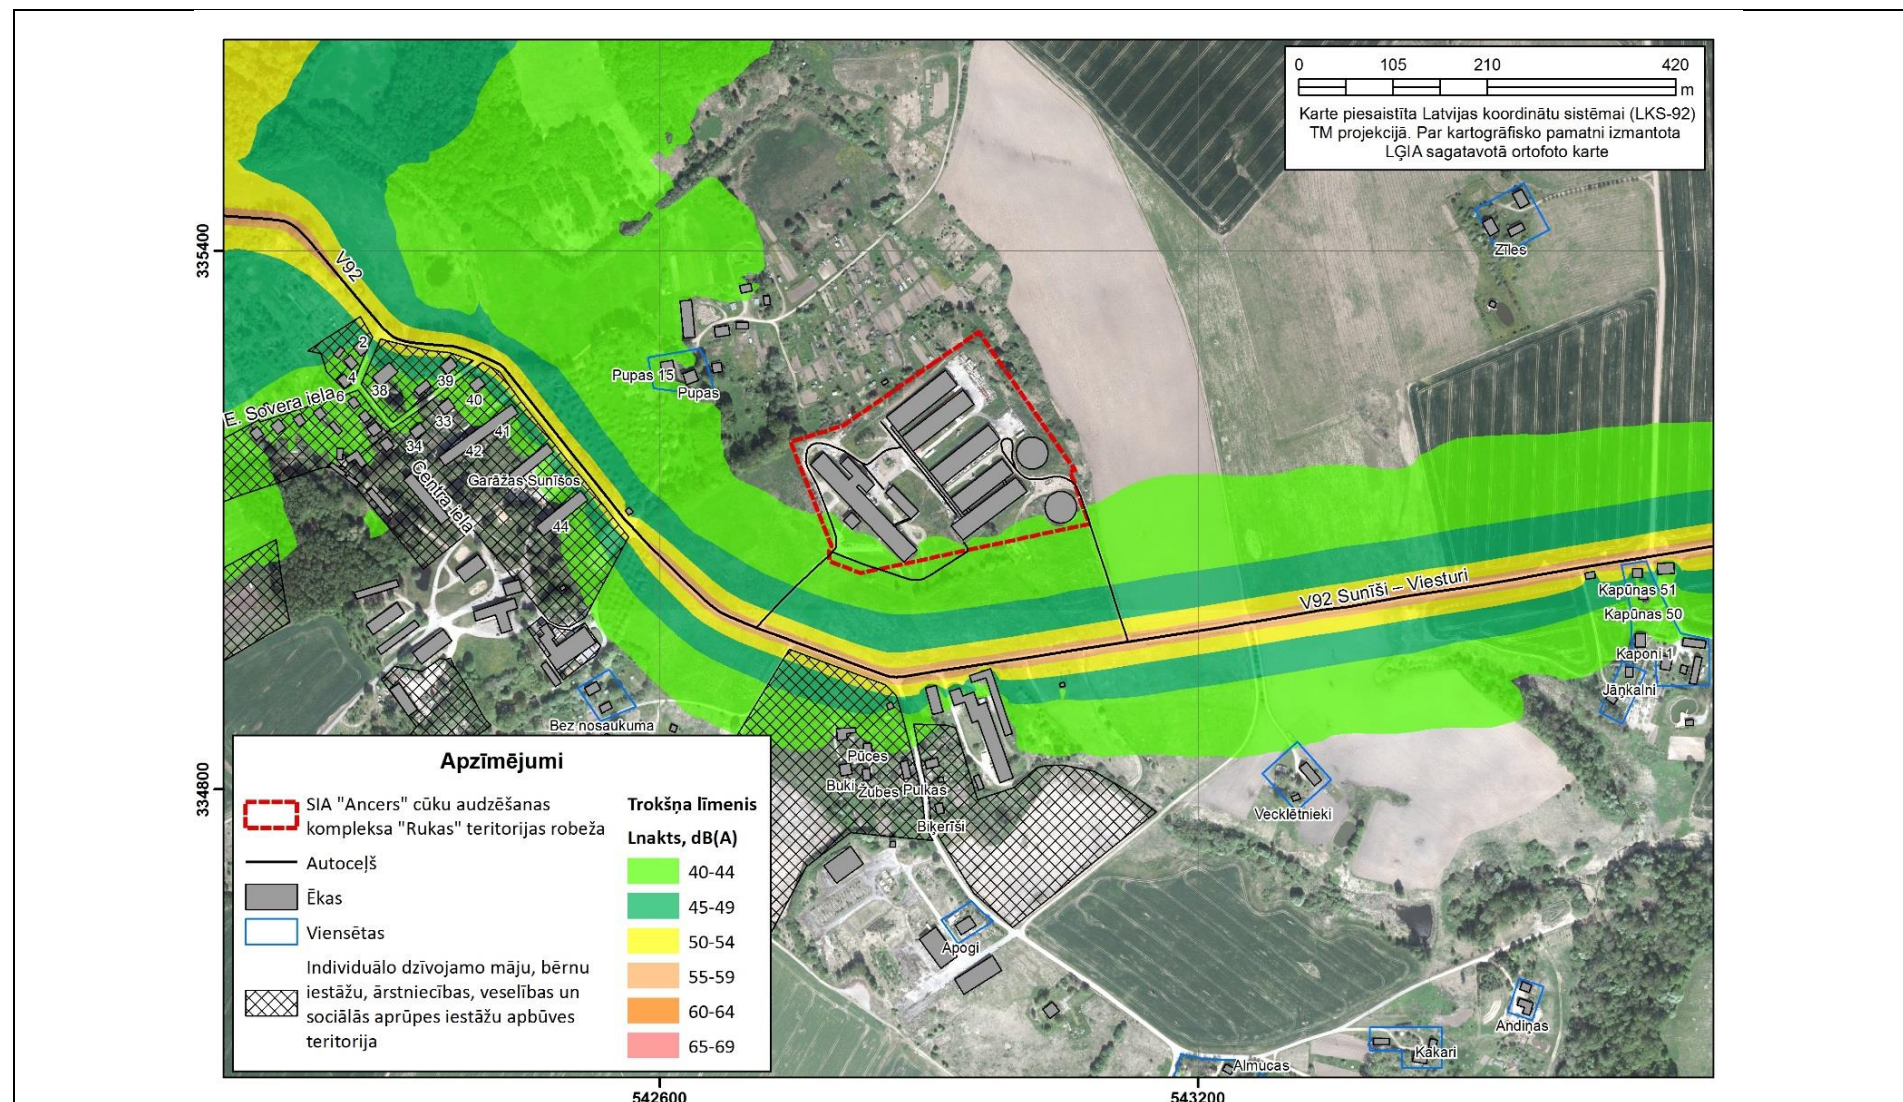 0 105 210 420
m
Karte piesaistīta Latvijas koordinātu sistēmai (LKS-92)
TM projekcijā. Par kartogrāfisko pamatni izmantota
LĢIA sagatavotā ortofoto karte
335400
334800
542600
543200
V92
Zīles
2
4
6
38
39
40
33
34
41
42
44
E. Sovera iela
Centra iela
Garāžas Sunīšos
Pupas 15
Pupas
V92 Sunīši – Viesturi
Kapūnas 51
Kapūnas 50
Kaponi 1
Jāņkalni
Bez nosaukuma
Pūces
Buki
Žubes
Pulkas
Biķerīši
Vecklētnieki
Apogi
Andiņas
Kakari
Almucas
Apzīmējumi
SIA "Ancers" cūku audzēšanas
kompleksa "Rukas" teritorijas robeža
Autoceļš
Ēkas
Viensētas
Individuālo dzīvojamo māju, bērnu
iestāžu, ārstniecības, veselības un
sociālās aprūpes iestāžu apbūves
teritorija
Trokšņa līmenis
Lnakts, dB(A)
40-44
45-49
50-54
55-59
60-64
65-69